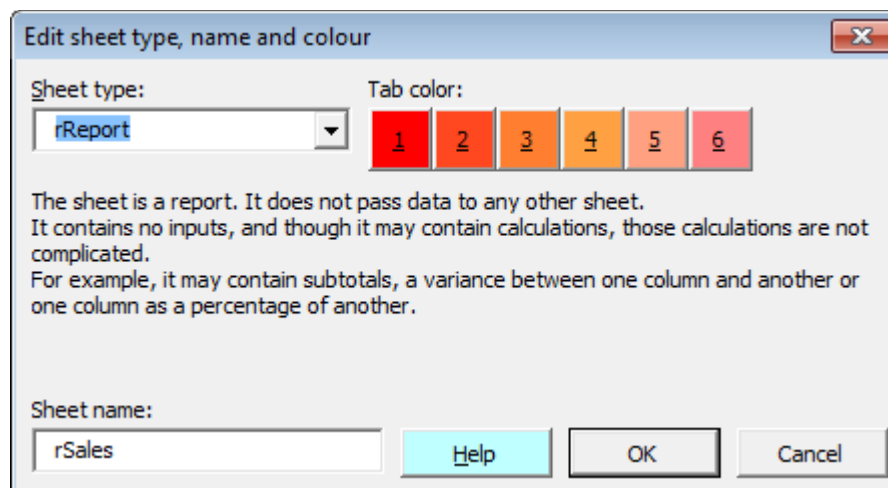 Edit sheet type, name and colour
Sheet type:
Tab color:
rReport
1 2 3 4 5 6
The sheet is a report. It does not pass data to any other sheet.
It contains no inputs, and though it may contain calculations, those calculations are not
complicated.
For example, it may contain subtotals, a variance between one column and another or
one column as a percentage of another.
Sheet name:
rSales
Help
OK
Cancel